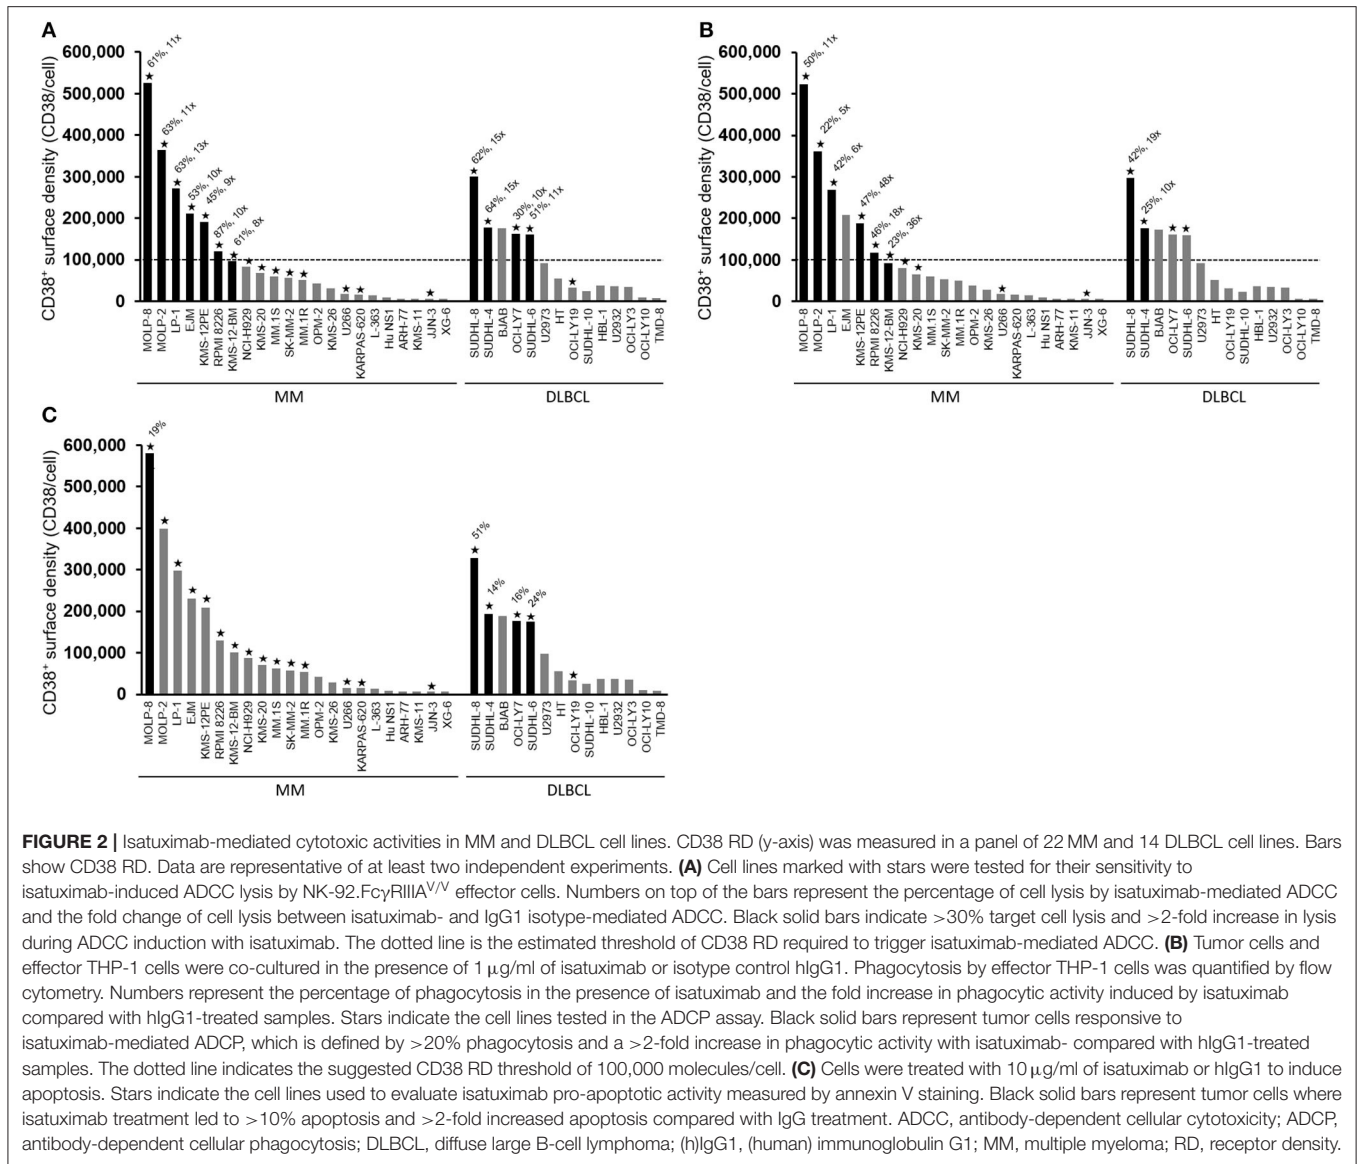 A
CD38+ surface density (CD38/cell)
600,000
500,000
400,000
300,000
200,000
100,000
0
61%, 11x
63%, 11x
63%, 13x
53%, 10x
45%, 9x
87%, 10x
61%, 8x
62%, 15x
64%, 15x
30%, 10x
51%, 11x
MOLP-8
MOLP-2
LP-1
EJM
KMS-12PE
RPMI 8226
KMS-12-BM
NCI-H929
KMS-20
MM.1S
SK-MM-2
MM.1R
OPM-2
KMS-26
U266
KARPAS-620
L-363
Hu NS1
ARH-77
KMS-11
JJN-3
XG-6
SUDHL-8
SUDHL-4
BJAB
OCI-LY7
SUDHL-6
U2973
HT
OCI-LY19
SUDHL-10
HBL-1
U2932
OCI-LY3
OCI-LY10
TMD-8
MM
DLBCL
B
CD38+ surface density (CD38/cell)
600,000
500,000
400,000
300,000
200,000
100,000
0
50%, 11x
22%, 5x
42%, 6x
47%, 48x
46%, 18x
23%, 36x
42%, 19x
25%, 10x
MOLP-8
MOLP-2
LP-1
EJM
KMS-12PE
RPMI 8226
KMS-12-BM
NCI-H929
KMS-20
MM.1S
SK-MM-2
MM.1R
OPM-2
KMS-26
U266
KARPAS-620
L-363
Hu NS1
ARH-77
KMS-11
JJN-3
XG-6
SUDHL-8
SUDHL-4
BJAB
OCI-LY7
SUDHL-6
U2973
HT
OCI-LY19
SUDHL-10
HBL-1
U2932
OCI-LY3
OCI-LY10
TMD-8
MM
DLBCL
C
CD38+ surface density (CD38/cell)
600,000
500,000
400,000
300,000
200,000
100,000
0
19%
51%
14%
16%
24%
MOLP-8
MOLP-2
LP-1
EJM
KMS-12PE
RPMI 8226
KMS-12-BM
NCI-H929
KMS-20
MM.1S
SK-MM-2
MM.1R
OPM-2
KMS-26
U266
KARPAS-620
L-363
Hu NS1
ARH-77
KMS-11
JJN-3
XG-6
SUDHL-8
SUDHL-4
BJAB
OCI-LY7
SUDHL-6
U2973
HT
OCI-LY19
SUDHL-10
HBL-1
U2932
OCI-LY3
OCI-LY10
TMD-8
MM
DLBCL
FIGURE 2 | Isatuximab-mediated cytotoxic activities in MM and DLBCL cell lines. CD38 RD (y-axis) was measured in a panel of 22 MM and 14 DLBCL cell lines. Bars
show CD38 RD. Data are representative of at least two independent experiments. (A) Cell lines marked with stars were tested for their sensitivity to
isatuximab-induced ADCC lysis by NK-92.FcγRIIIAV/V effector cells. Numbers on top of the bars represent the percentage of cell lysis by isatuximab-mediated ADCC
and the fold change of cell lysis between isatuximab- and IgG1 isotype-mediated ADCC. Black solid bars indicate >30% target cell lysis and >2-fold increase in lysis
during ADCC induction with isatuximab. The dotted line is the estimated threshold of CD38 RD required to trigger isatuximab-mediated ADCC. (B) Tumor cells and
effector THP-1 cells were co-cultured in the presence of 1 μg/ml of isatuximab or isotype control hIgG1. Phagocytosis by effector THP-1 cells was quantified by flow
cytometry. Numbers represent the percentage of phagocytosis in the presence of isatuximab and the fold increase in phagocytic activity induced by isatuximab
compared with hIgG1-treated samples. Stars indicate the cell lines tested in the ADCP assay. Black solid bars represent tumor cells responsive to
isatuximab-mediated ADCP, which is defined by >20% phagocytosis and a >2-fold increase in phagocytic activity with isatuximab- compared with hIgG1-treated
samples. The dotted line indicates the suggested CD38 RD threshold of 100,000 molecules/cell. (C) Cells were treated with 10 μg/ml of isatuximab or hIgG1 to induce
apoptosis. Stars indicate the cell lines used to evaluate isatuximab pro-apoptotic activity measured by annexin V staining. Black solid bars represent tumor cells where
isatuximab treatment led to >10% apoptosis and >2-fold increased apoptosis compared with IgG treatment. ADCC, antibody-dependent cellular cytotoxicity; ADCP,
antibody-dependent cellular phagocytosis; DLBCL, diffuse large B-cell lymphoma; (h)IgG1, (human) immunoglobulin G1; MM, multiple myeloma; RD, receptor density.